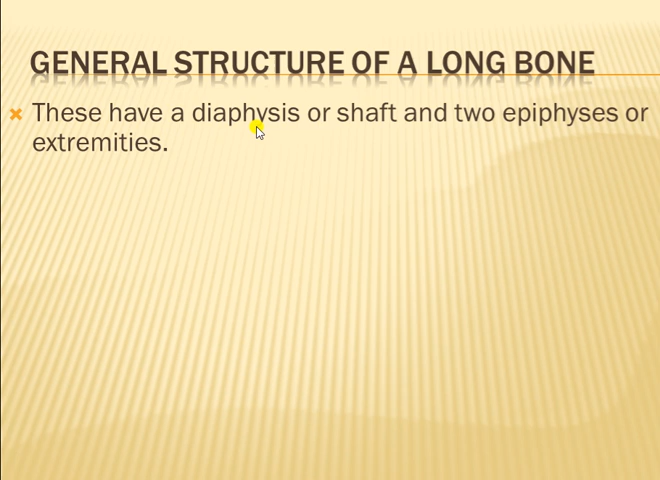 GENERAL STRUCTURE OF A LONG BONE
These have a diaphysis or shaft and two epiphyses or
extremities.